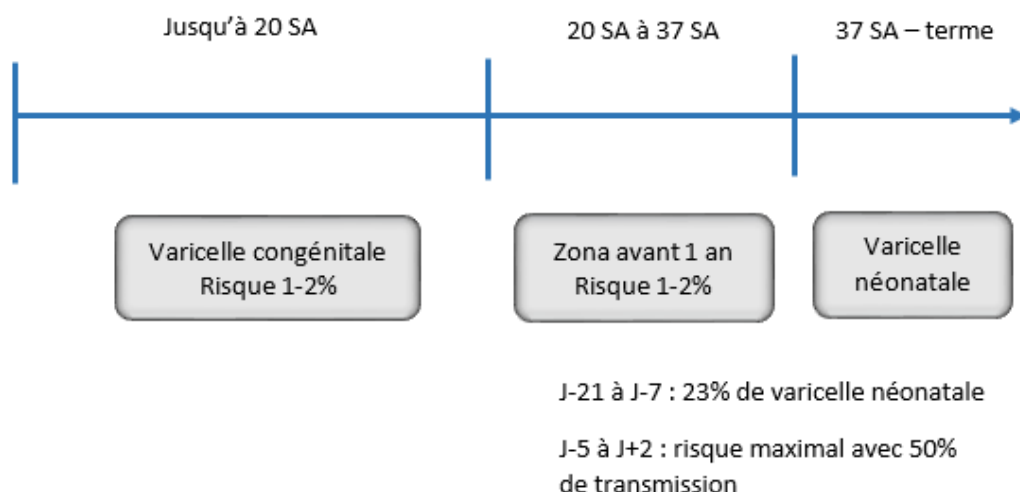 Jusqu’à 20 SA
20 SA à 37 SA
37 SA – terme
Varicelle congénitale
Risque 1-2%
Zona avant 1 an
Risque 1-2%
Varicelle
néonatale
J-21 à J-7 : 23% de varicelle néonatale
J-5 à J+2 : risque maximal avec 50%
de transmission